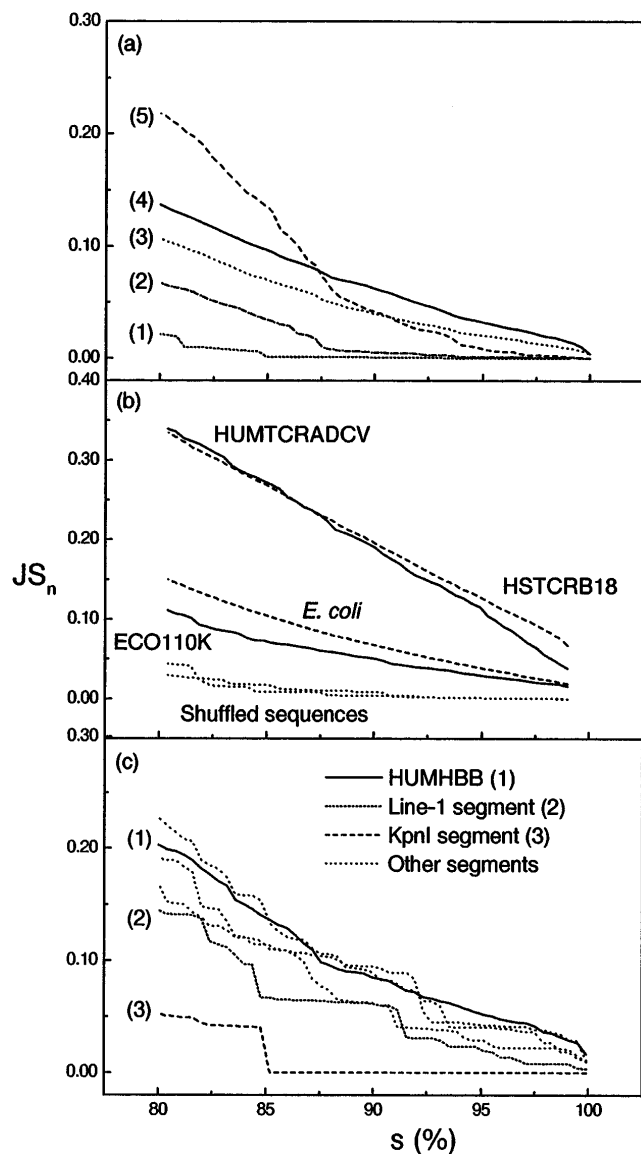 0.30
(a)
(5)
0.20
(4)
(3)
0.10
(2)
(1)
0.00
0.40
(b)
HUMTCRADCV
0.30
0.20
JSn
HSTCRB18
E. coli
0.10
ECO110K
0.00
Shuffled sequences
0.30
(c)
HUMHBB (1)
Line-1 segment (2)
KpnI segment (3)
Other segments
(1)
0.20
(2)
0.10
(3)
0.00
80 85 90 95 100
s (%)